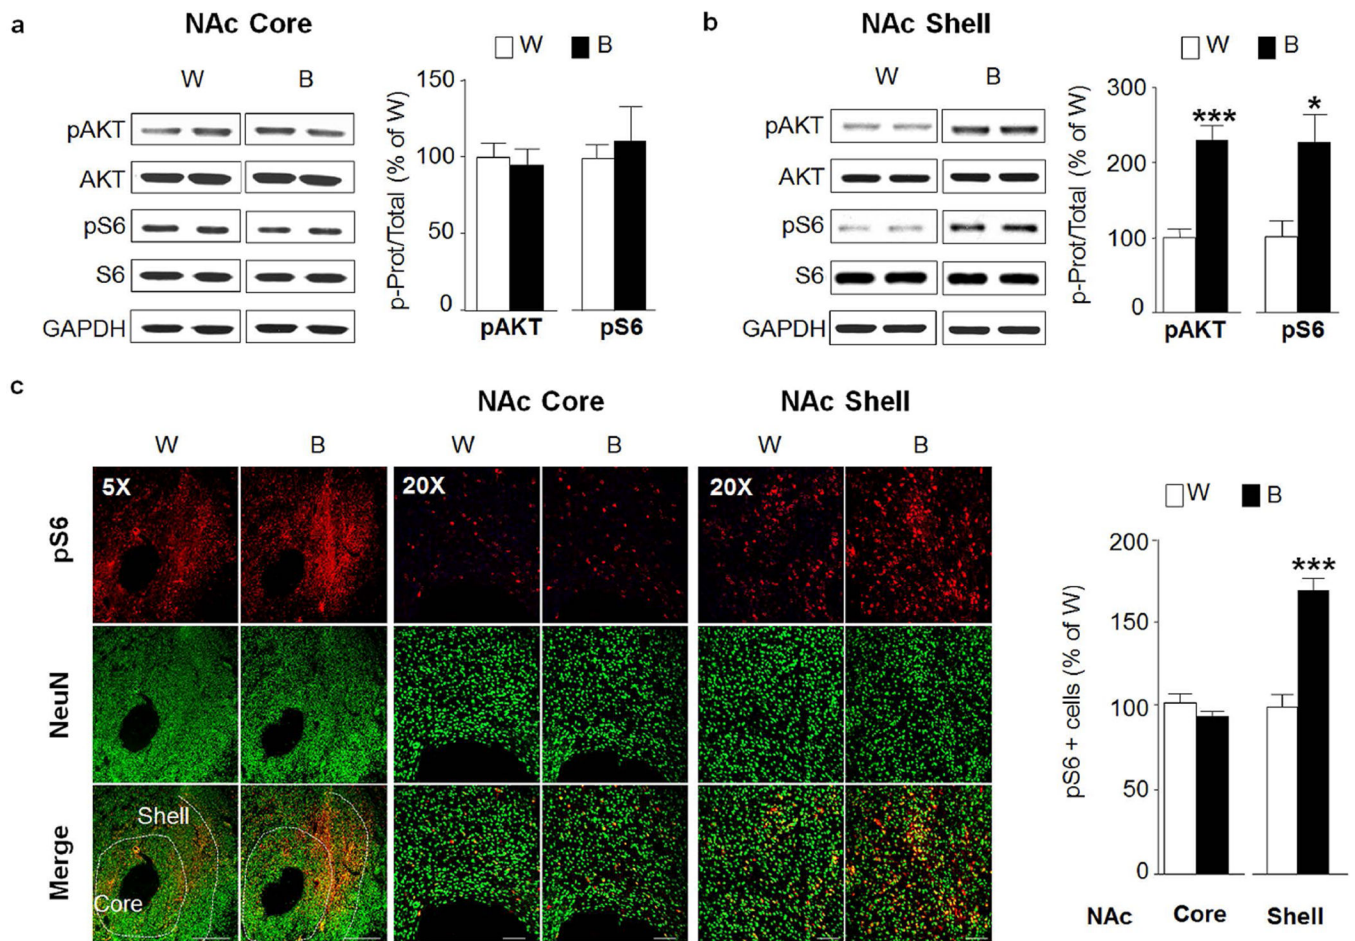 a
NAc Core
W B
W B
pAKT
AKT
pS6
S6
GAPDH
p-Prot/Total (% of W)
150
100
50
0
pAKT pS6
b
NAc Shell
W B
W B
pAKT
AKT
pS6
S6
GAPDH
p-Prot/Total (% of W)
300
200
100
0
*** *
pAKT pS6
c
NAc Core NAc Shell
W B W B W B
5X 20X 20X
pS6
NeuN
Merge
Shell
Core
W B
pS6 + cells (% of W)
200
150
100
50
0
***
NAc Core Shell